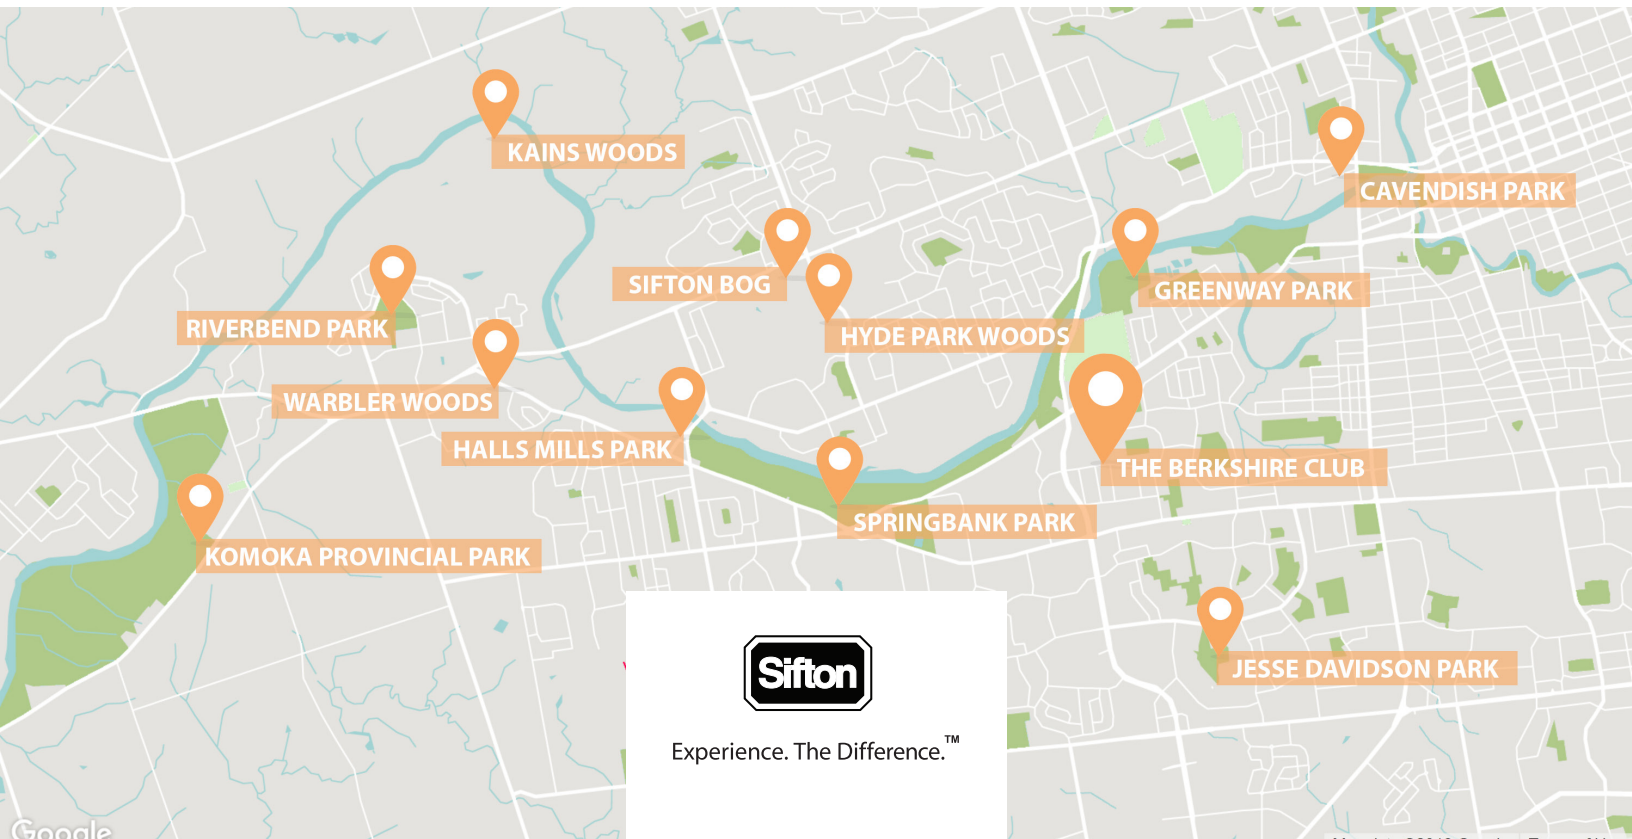 KAINS WOODS
CAVENDISH PARK
SIFTON BOG
GREENWAY PARK
RIVERBEND PARK
HYDE PARK WOODS
WARBLER WOODS
HALLS MILLS PARK
THE BERKSHIRE CLUB
SPRINGBANK PARK
KOMOKA PROVINCIAL PARK
JESSE DAVIDSON PARK
Sifton
Experience. The Difference.™
Google